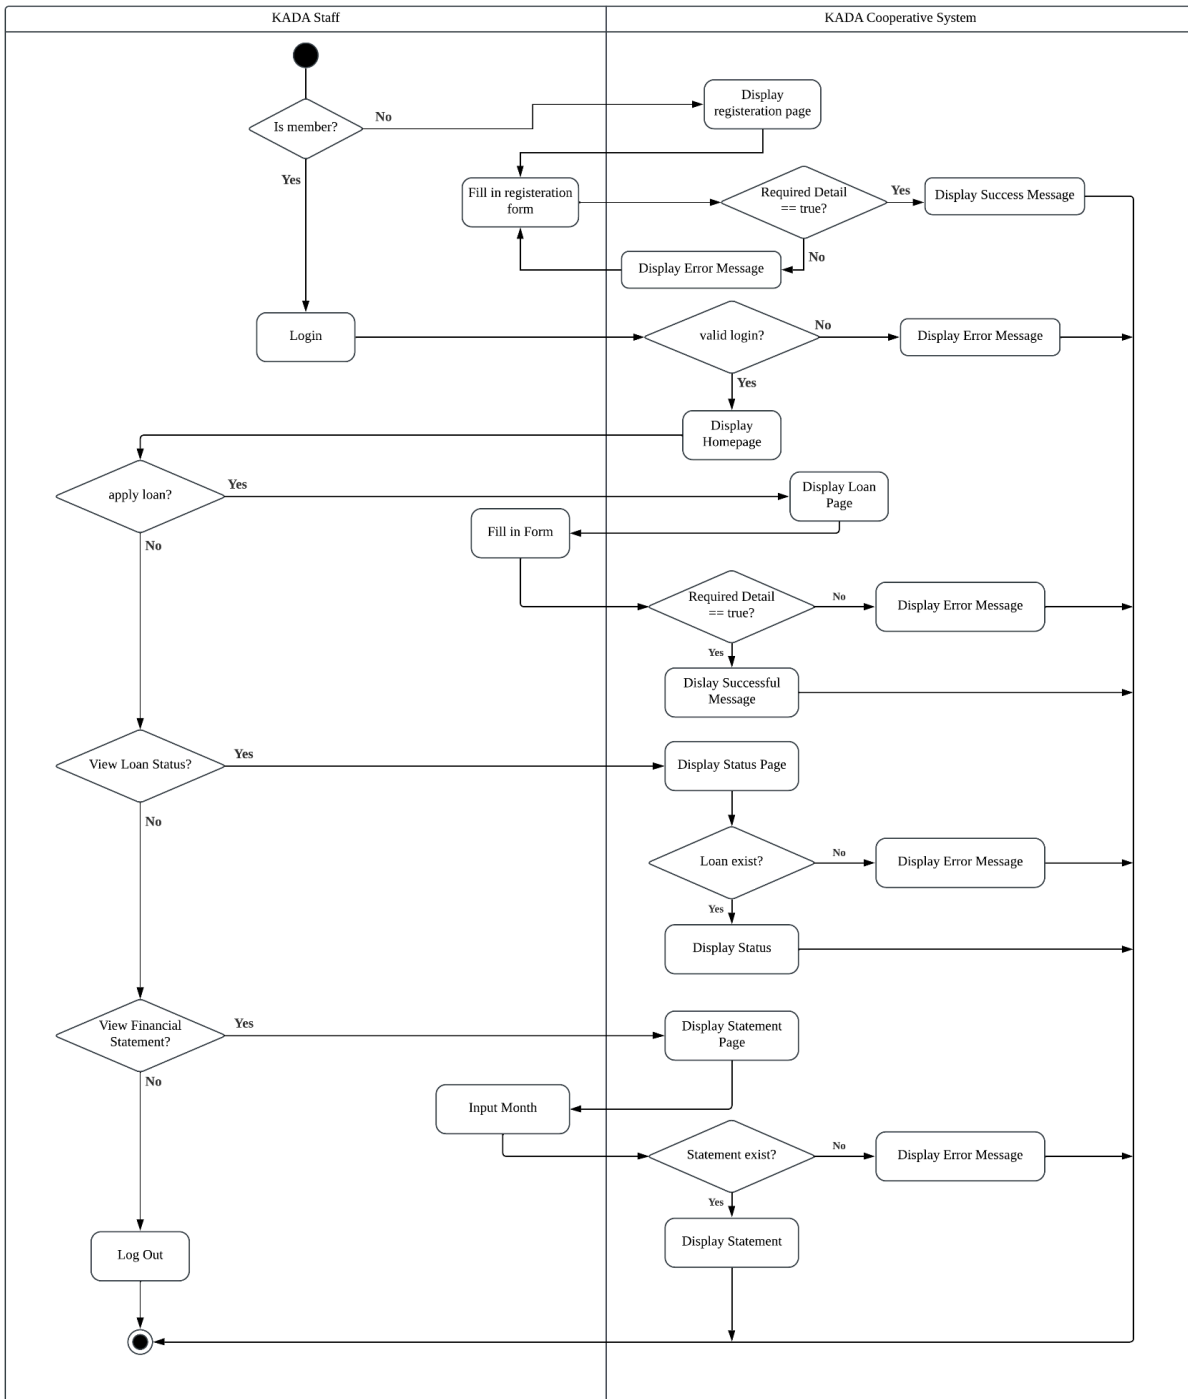 KADA Staff
KADA Cooperative System
Display
registeration page
Is member?
No
Yes
Fill in registeration
form
Required Detail
== true?
Yes
Display Success Message
No
Display Error Message
Login
valid login?
No
Display Error Message
Yes
Display
Homepage
apply loan?
Yes
Display Loan
Page
No
Fill in Form
Required Detail
== true?
No
Display Error Message
Yes
Dislay Successful
Message
View Loan Status?
Yes
Display Status Page
No
Loan exist?
No
Display Error Message
Yes
Display Status
View Financial
Statement?
Yes
Display Statement
Page
No
Input Month
Statement exist?
No
Display Error Message
Yes
Display Statement
Log Out